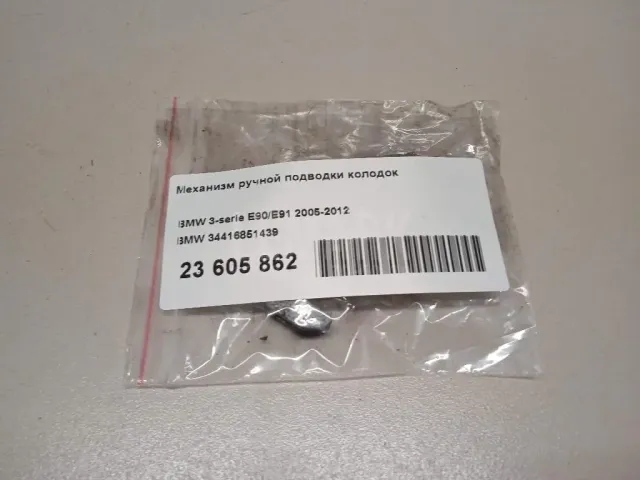 Механизм ручной подводки колодок
BMW 3-serie E90/E91 2005-2012
BMW 34416851439
23 605 862